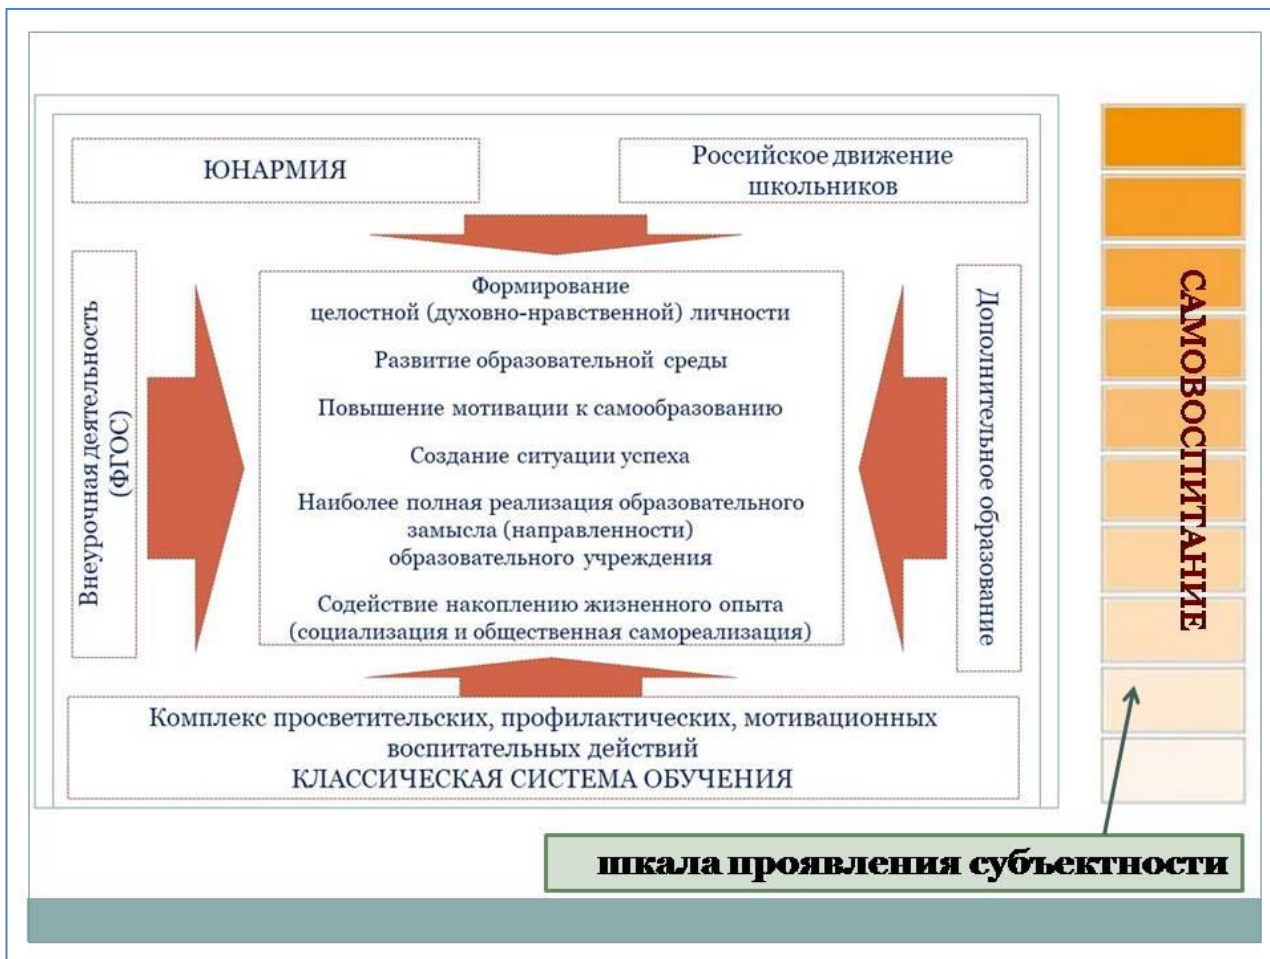 ЮНАРМИЯ
Российское движение
школьников
Внеурочная деятельность
(ФГОС)
Формирование
целостной (духовно-нравственной) личности
Развитие образовательной среды
Повышение мотивации к самообразованию
Создание ситуации успеха
Наиболее полная реализация образовательного
замысла (направленности)
образовательного учреждения
Содействие накоплению жизненного опыта
(социализация и общественная самореализация)
Дополнительное образование
Комплекс просветительских, профилактических, мотивационных
воспитательных действий
КЛАССИЧЕСКАЯ СИСТЕМА ОБУЧЕНИЯ
САМОВОСПИТАНИЕ
шкала проявления субъектности